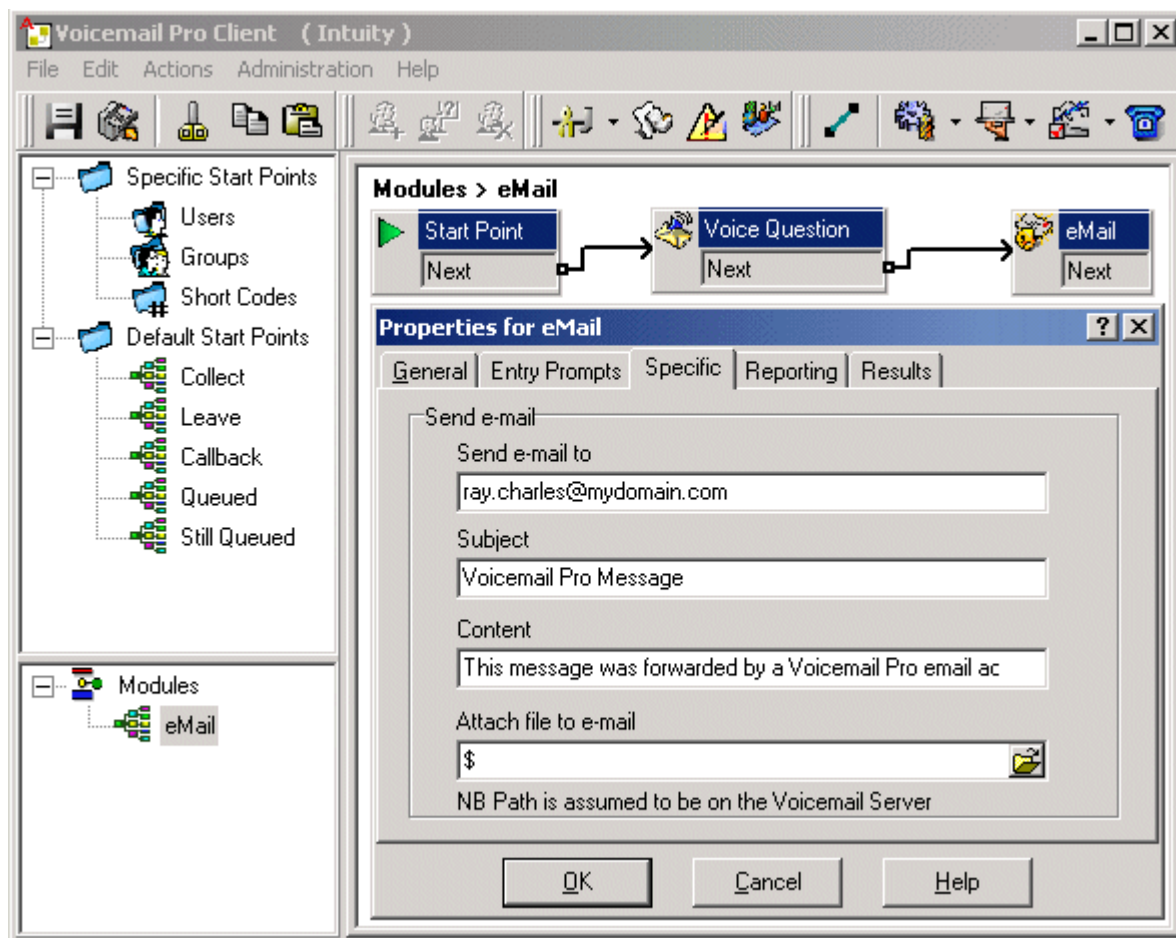 Voicemail Pro Client ( Intuity )
File Edit Actions Administration Help
Specific Start Points
Users
Groups
Short Codes
Default Start Points
Collect
Leave
Callback
Queued
Still Queued
Modules
eMail
Modules > eMail
Start Point
Next
Voice Question
Next
eMail
Next
Properties for eMail
General Entry Prompts Specific Reporting Results
Send e-mail
Send e-mail to
ray.charles@mydomain.com
Subject
Voicemail Pro Message
Content
This message was forwarded by a Voicemail Pro email ac
Attach file to e-mail
$
NB Path is assumed to be on the Voicemail Server
OK Cancel Help